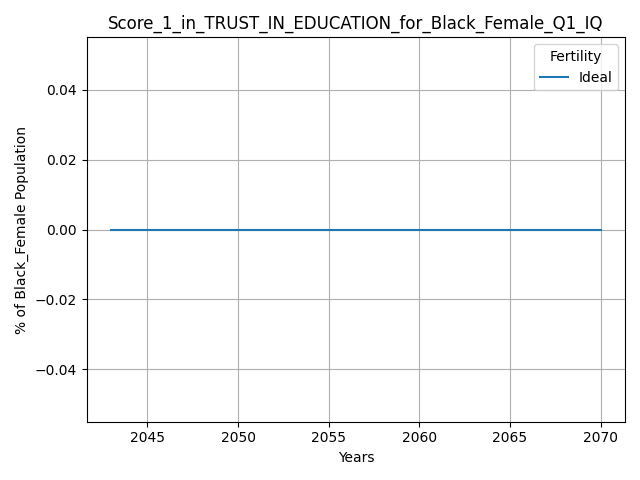 Score_1_in_TRUST_IN_EDUCATION_for_Black_Female_Q1_IQ
Fertility
Ideal
% of Black_Female Population
0.04
0.02
0.00
−0.02
−0.04
2045 2050 2055 2060 2065 2070
Years